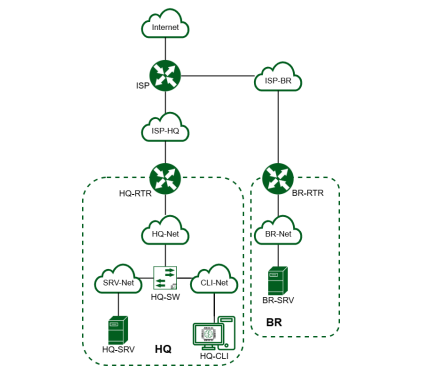 Internet
ISP
ISP-BR
ISP-HQ
HQ-RTR
BR-RTR
HQ-Net
BR-Net
SRV-Net
CLI-Net
HQ-SW
BR-SRV
BR
HQ-SRV
HQ
HQ-CLI